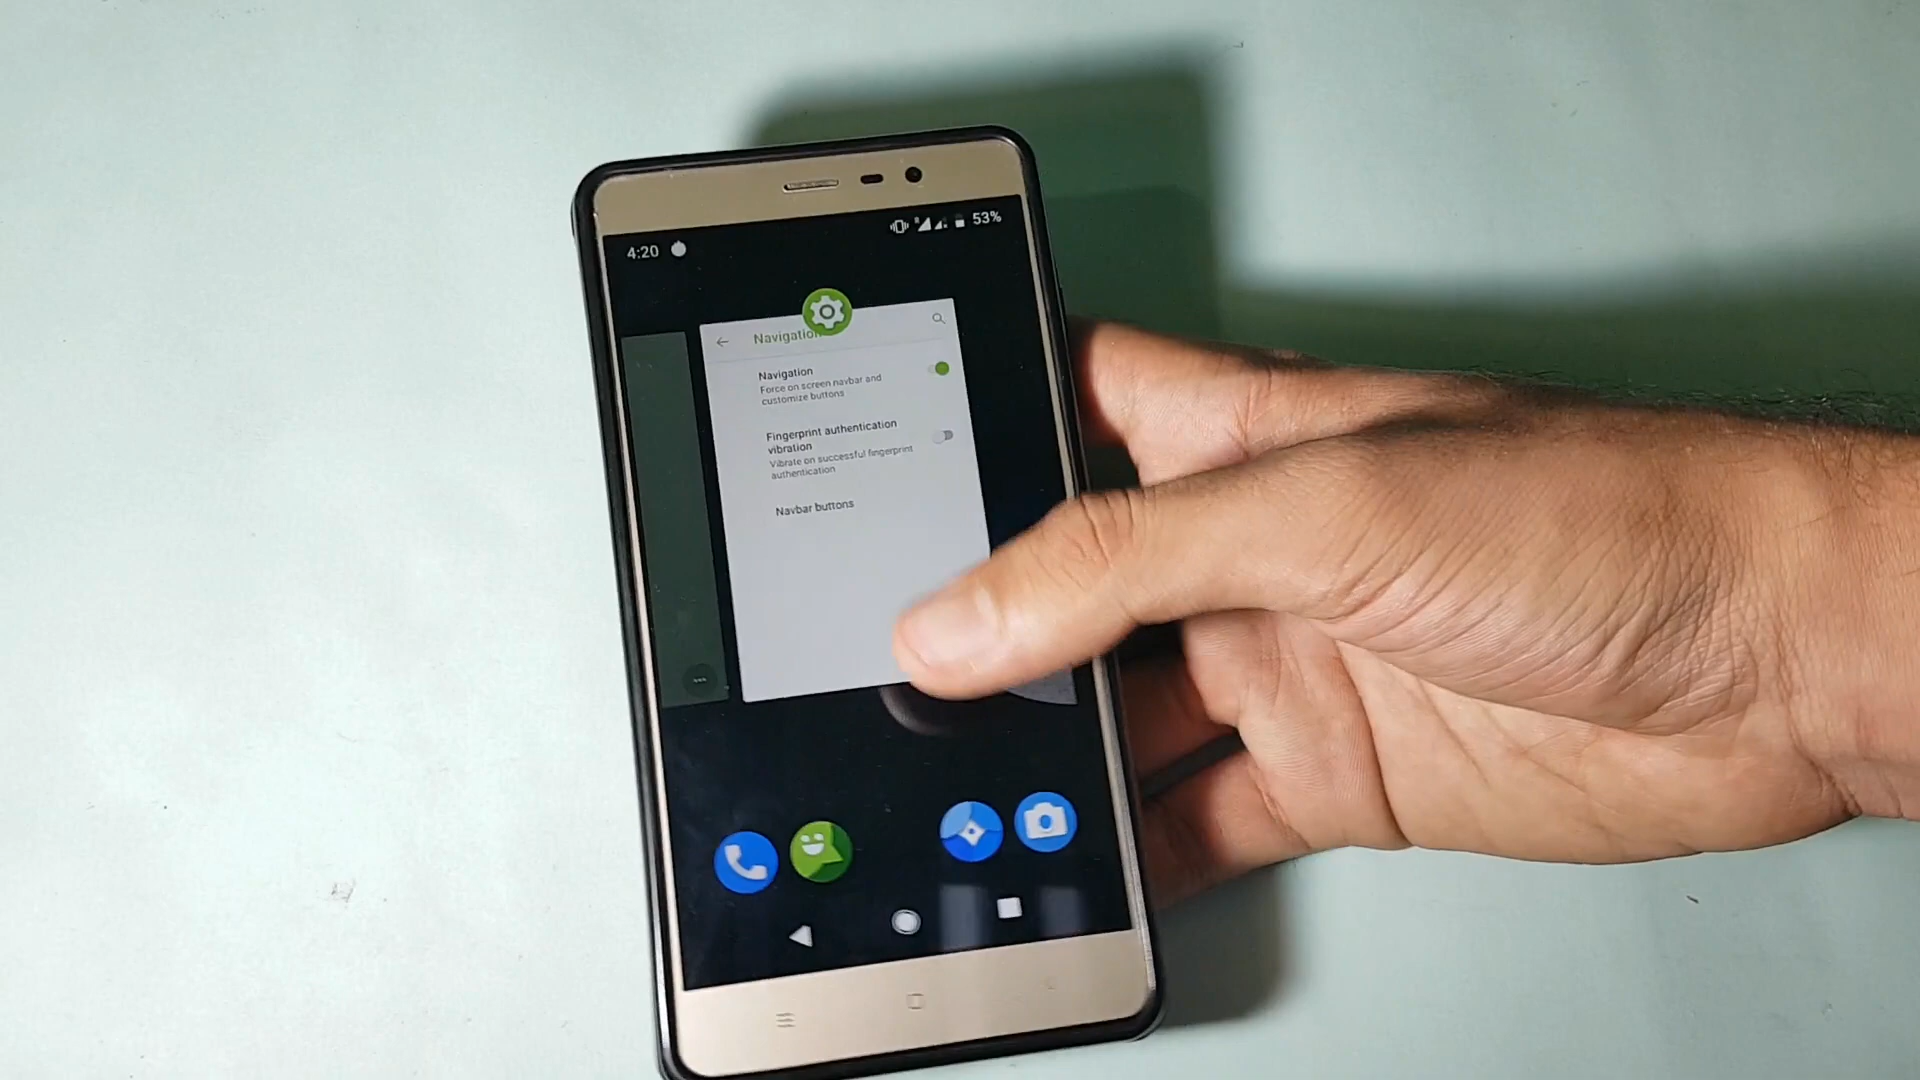 4:20
53%
Navigation
Navigation
Force on screen navbar and
customize buttons
Fingerprint authentication
vibration
Vibrate on successful fingerprint
authentication
Navbar buttons